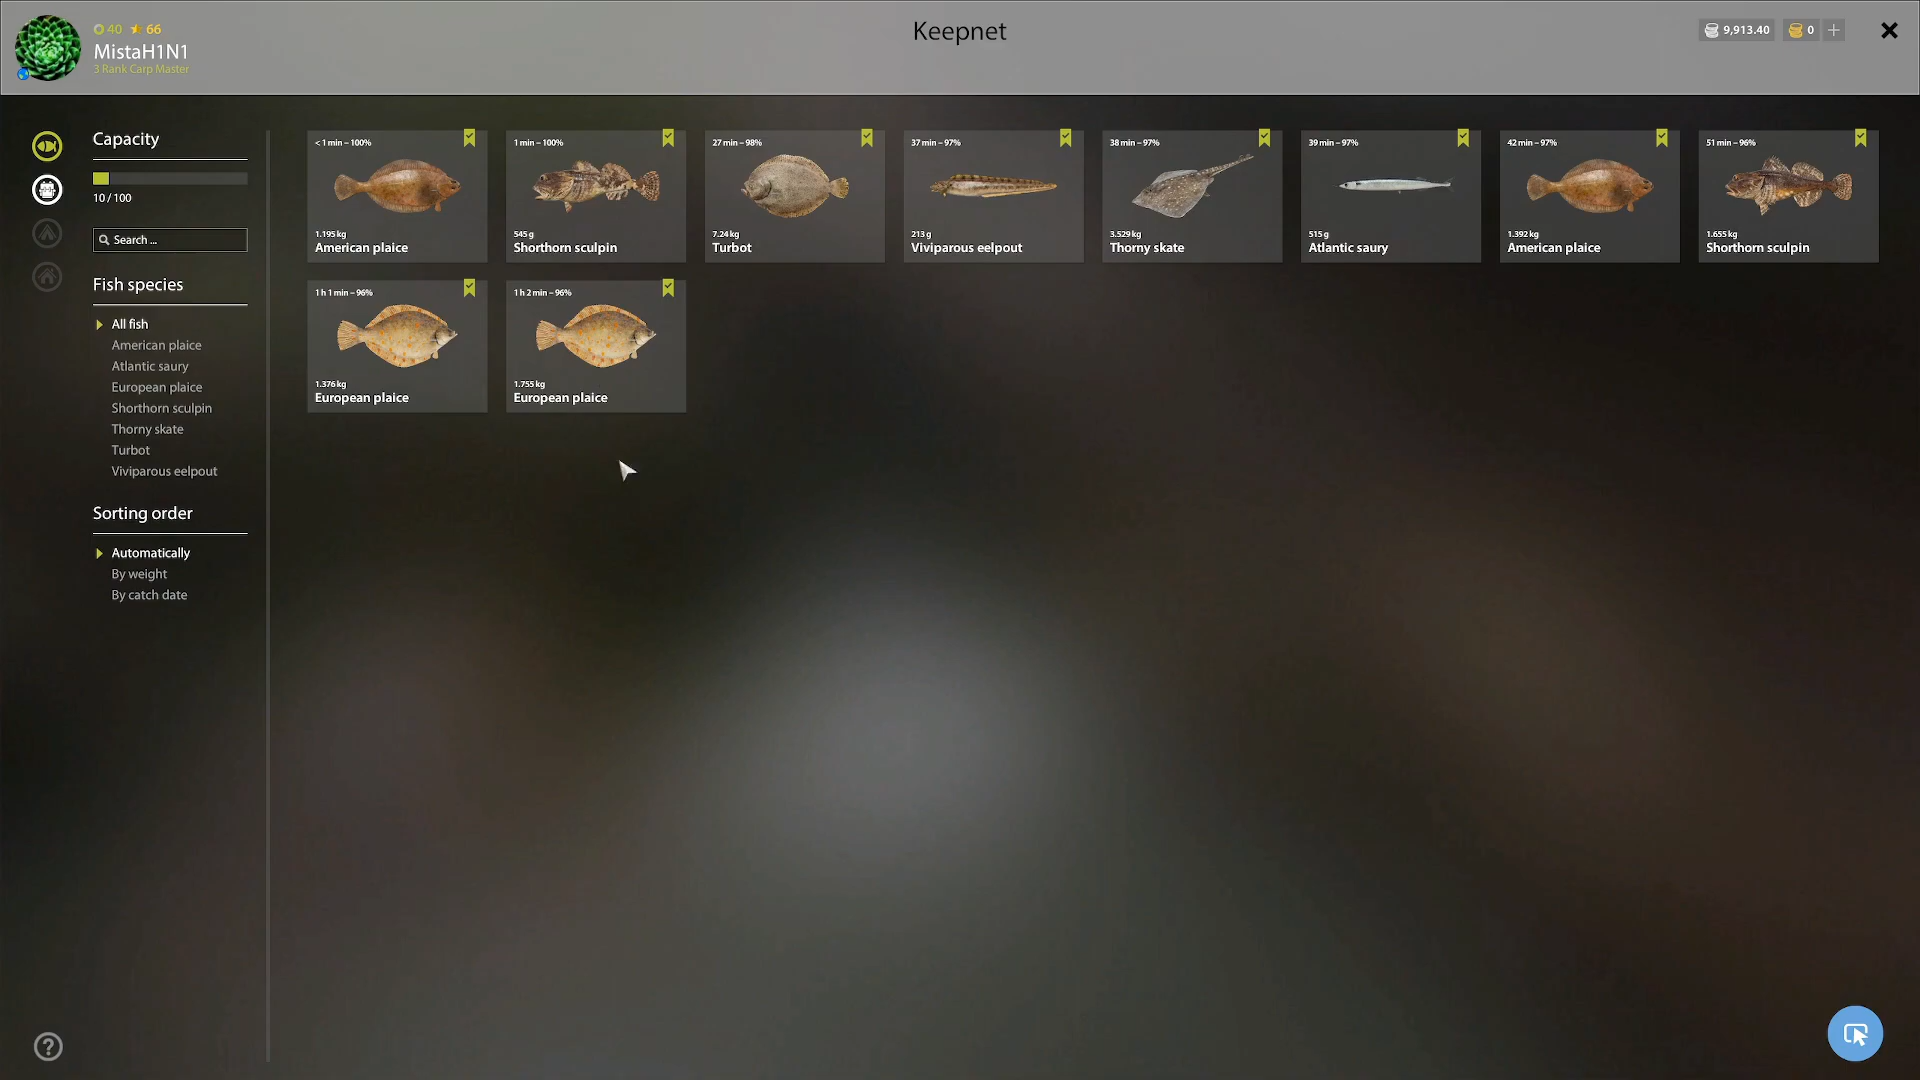 40 66
MistaH1N1
3 Rank Carp Master
Keepnet
9,913.40
0
Capacity
10 / 100
Search ...
Fish species
All fish
American plaice
Atlantic saury
European plaice
Shorthorn sculpin
Thorny skate
Turbot
Viviparous eelpout
Sorting order
Automatically
By weight
By catch date
< 1 min – 100%
1.195 kg
American plaice
1 min – 100%
545 g
Shorthorn sculpin
27 min – 98%
7.24 kg
Turbot
37 min – 97%
213 g
Viviparous eelpout
38 min – 97%
3.529 kg
Thorny skate
39 min – 97%
515 g
Atlantic saury
42 min – 97%
1.392 kg
American plaice
51 min – 96%
1.655 kg
Shorthorn sculpin
1 h 1 min – 96%
1.376 kg
European plaice
1 h 2 min – 96%
1.755 kg
European plaice
?